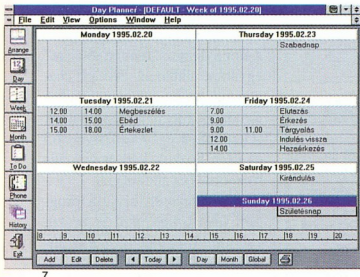 Day Planner - [DEFAULT - Week of 1995.02.20]
File Edit View Options Window Help
Arrange
12
Day
Week
Month
To Do
Phone
History
Exit
Monday 1995.02.20
Tuesday 1995.02.21
12.00 14.00 Megbeszélés
14.00 15.00 Ebéd
15.00 18.00 Értekezlet
Wednesday 1995.02.22
Thursday 1995.02.23
Szabadnap
Friday 1995.02.24
7.00 Elutazás
9.00 Érkezés
9.00 11.00 Tárgyalás
12.00 Indulás vissza
14.00 Hazaérkezés
Saturday 1995.02.25
Kirándulás
Sunday 1995.02.26
Születésnap
8 9 10 11 12 13 14 15 16 17 18 19 20
Add Edit Delete Today Day Month Global
7